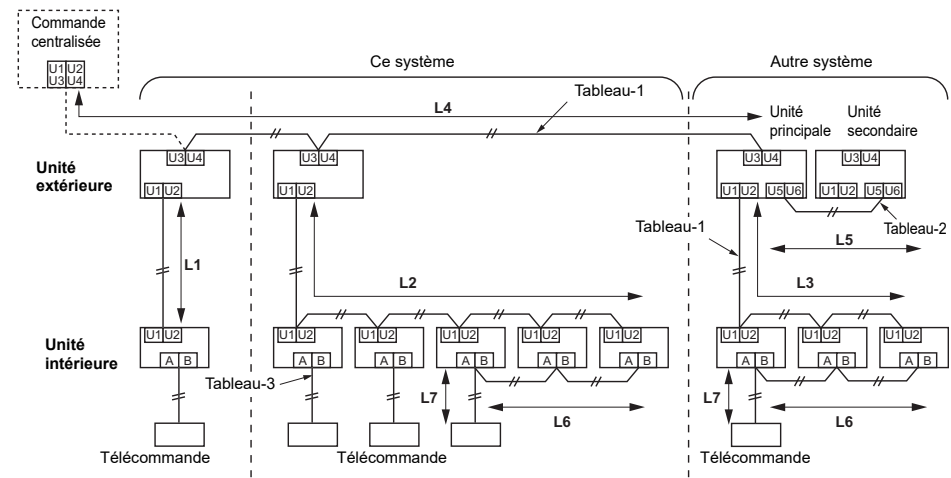 Commande
centralisée
U1 U2
U3 U4
Ce système
Autre système
L4
Tableau-1
Unité
principale
Unité
secondaire
Unité
extérieure
U3 U4
U3 U4
U3 U4
U3 U4
U1 U2
U1 U2
U1 U2
U5 U6
U1 U2
U5 U6
Tableau-2
Tableau-1
L5
L1
L2
L3
Unité
intérieure
U1 U2
U1 U2
U1 U2
U1 U2
U1 U2
U1 U2
U1 U2
U1 U2
U1 U2
A B
A B
A B
A B
A B
A B
A B
A B
A B
Tableau-3
L7
L6
L7
L6
Télécommande
Télécommande
Télécommande